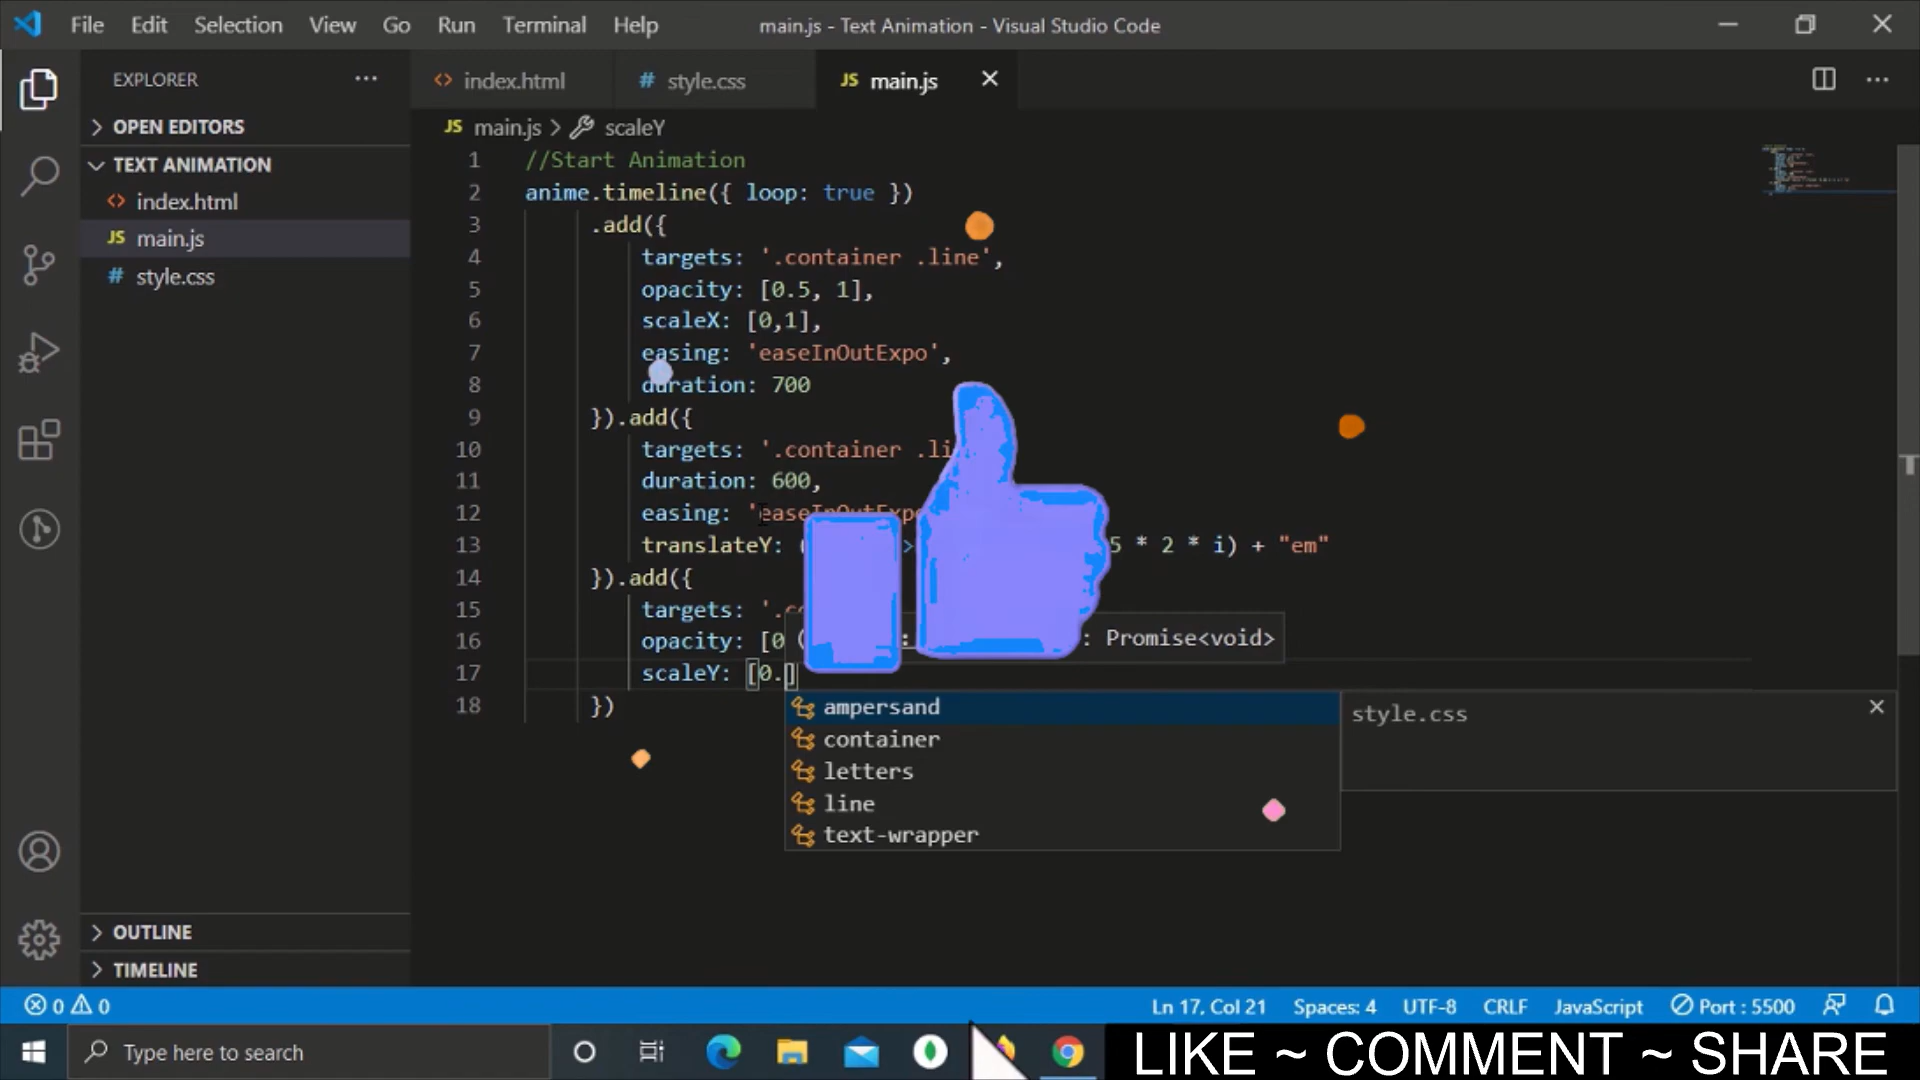 File Edit Selection View Go Run Terminal Help main.js - Text Animation - Visual Studio Code
EXPLORER
index.html
style.css
JS main.js
OPEN EDITORS
JS main.js > scaleY
TEXT ANIMATION
index.html
JS main.js
style.css
1 //Start Animation
2 anime.timeline({ loop: true })
3 .add({
4 targets: '.container .line',
5 opacity: [0.5, 1],
6 scaleX: [0,1],
7 easing: 'easeInOutExpo',
8 duration: 700
9 }).add({
10 targets: '.container
11 duration: 600,
12 easing: 'easeInOutExpo
13 translateY: 5 * 2 * i) + "em"
14 }).add({
15 targets:
16 opacity: [0
: Promise<void>
17 scaleY: [0.]
18 })
ampersand
container
letters
line
text-wrapper
style.css
OUTLINE
TIMELINE
0 0
Ln 17, Col 21 Spaces: 4 UTF-8 CRLF JavaScript Port : 5500
Type here to search
LIKE ~ COMMENT ~ SHARE